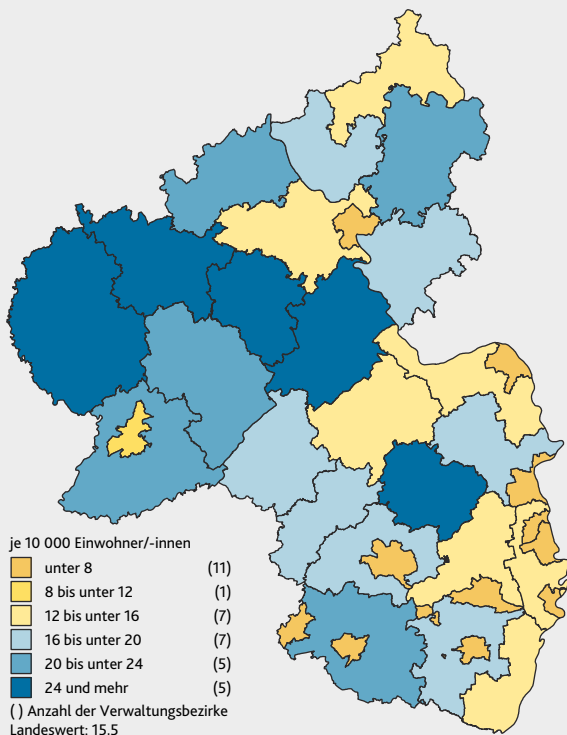 je 10 000 Einwohner/-innen
unter 8 (11)
8 bis unter 12 (1)
12 bis unter 16 (7)
16 bis unter 20 (7)
20 bis unter 24 (5)
24 und mehr (5)
( ) Anzahl der Verwaltungsbezirke
Landeswert: 15,5